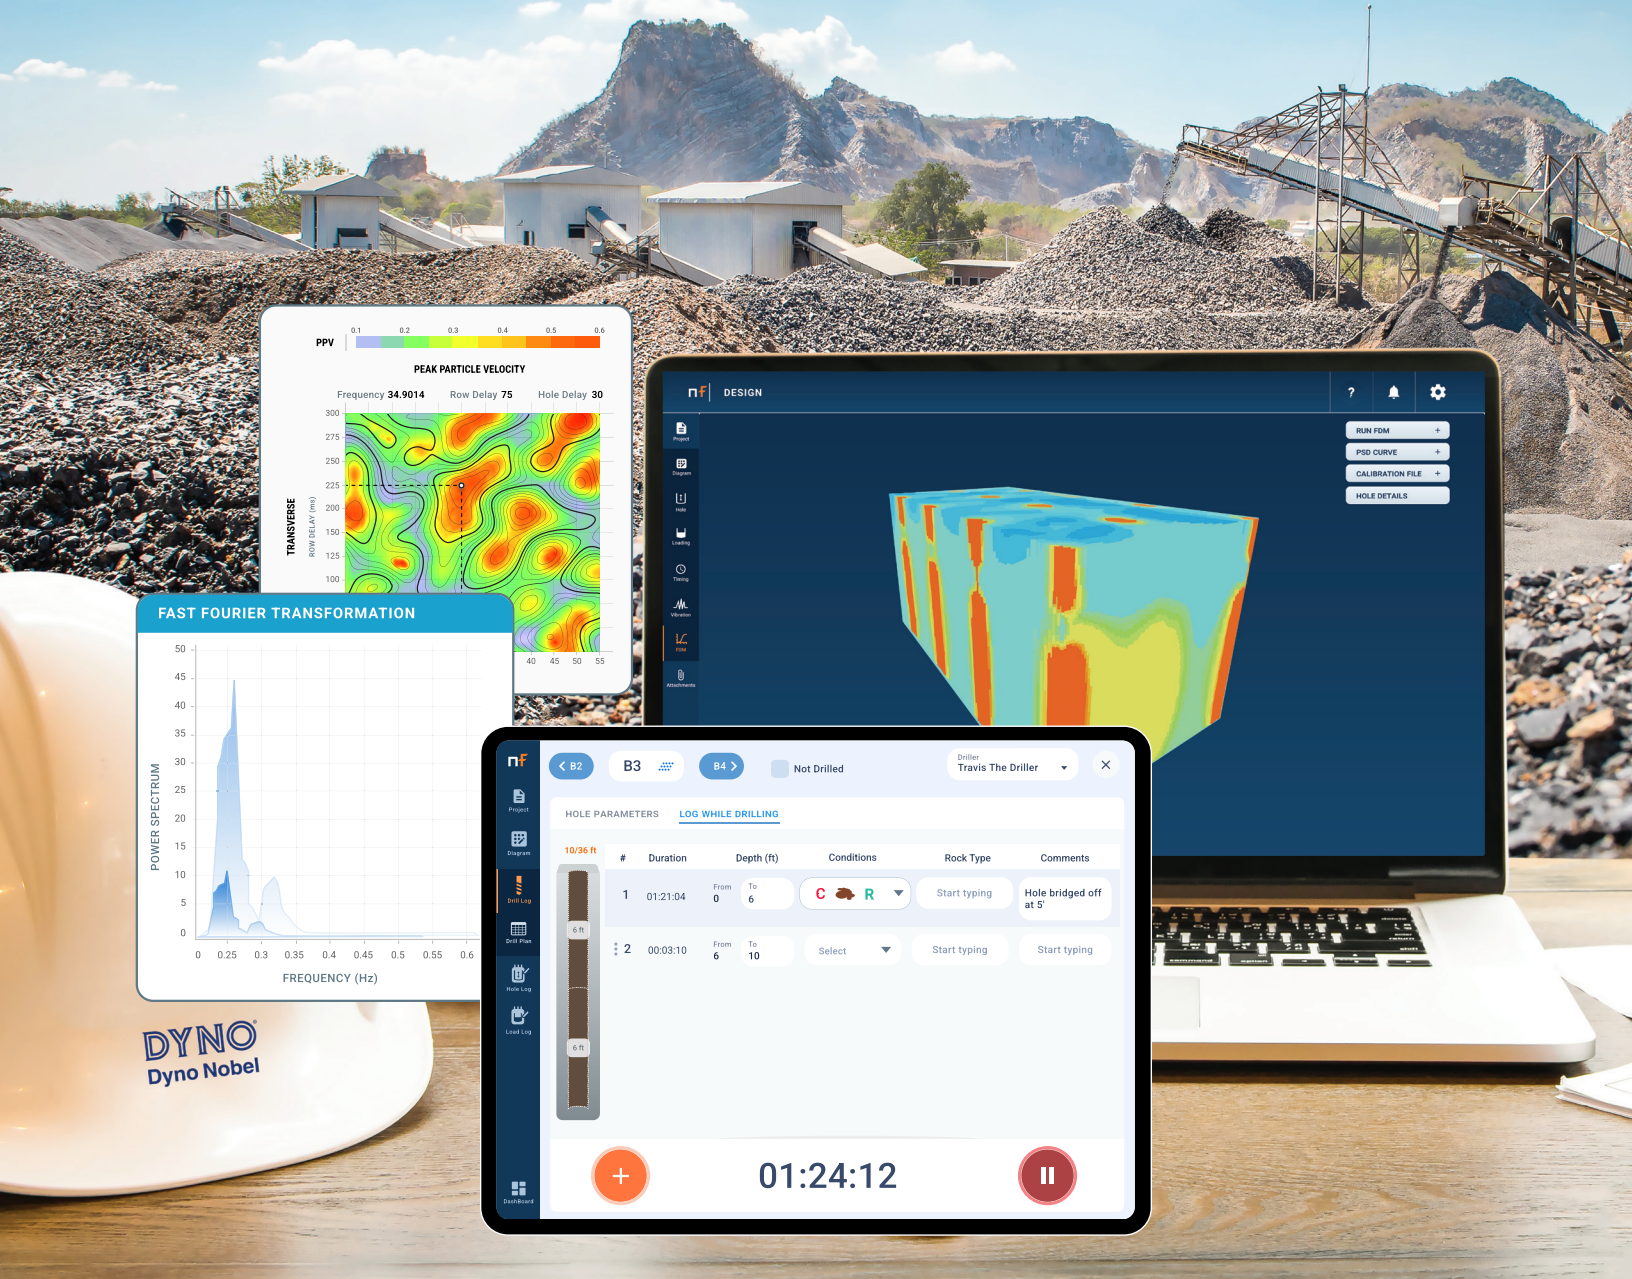 0.1 0.2 0.3 0.4 0.5 0.6
PPV
PEAK PARTICLE VELOCITY
Frequency 34.9014 Row Delay 75 Hole Delay 30
300
275
250
225
200
150
125
100
TRANSVERSE
ROW DELAY (ms)
40 45 50 55
FAST FOURIER TRANSFORMATION
50
45
40
35
30
25
20
15
10
5
0
POWER SPECTRUM
0 0.25 0.3 0.35 0.4 0.45 0.5 0.55 0.6
FREQUENCY (Hz)
DYNO
Dyno Nobel
nf DESIGN
?
Project
Diagram
Hole
Loading
Timing
Vibration
FDM
Attachments
RUN FDM +
PSD CURVE +
CALIBRATION FILE +
HOLE DETAILS
nf
Project
Diagram
Drill Log
Drill Plan
Hole Log
Load Log
DashBoard
B2
B3
B4
Not Drilled
Driller
Travis The Driller
HOLE PARAMETERS LOG WHILE DRILLING
10/36 ft
6 ft
6 ft
# Duration Depth (ft) Conditions Rock Type Comments
1 01:21:04 From 0 To 6 C R Start typing Hole bridged off
at 5'
2 00:03:10 From 6 To 10 Select Start typing Start typing
+ 01:24:12
command